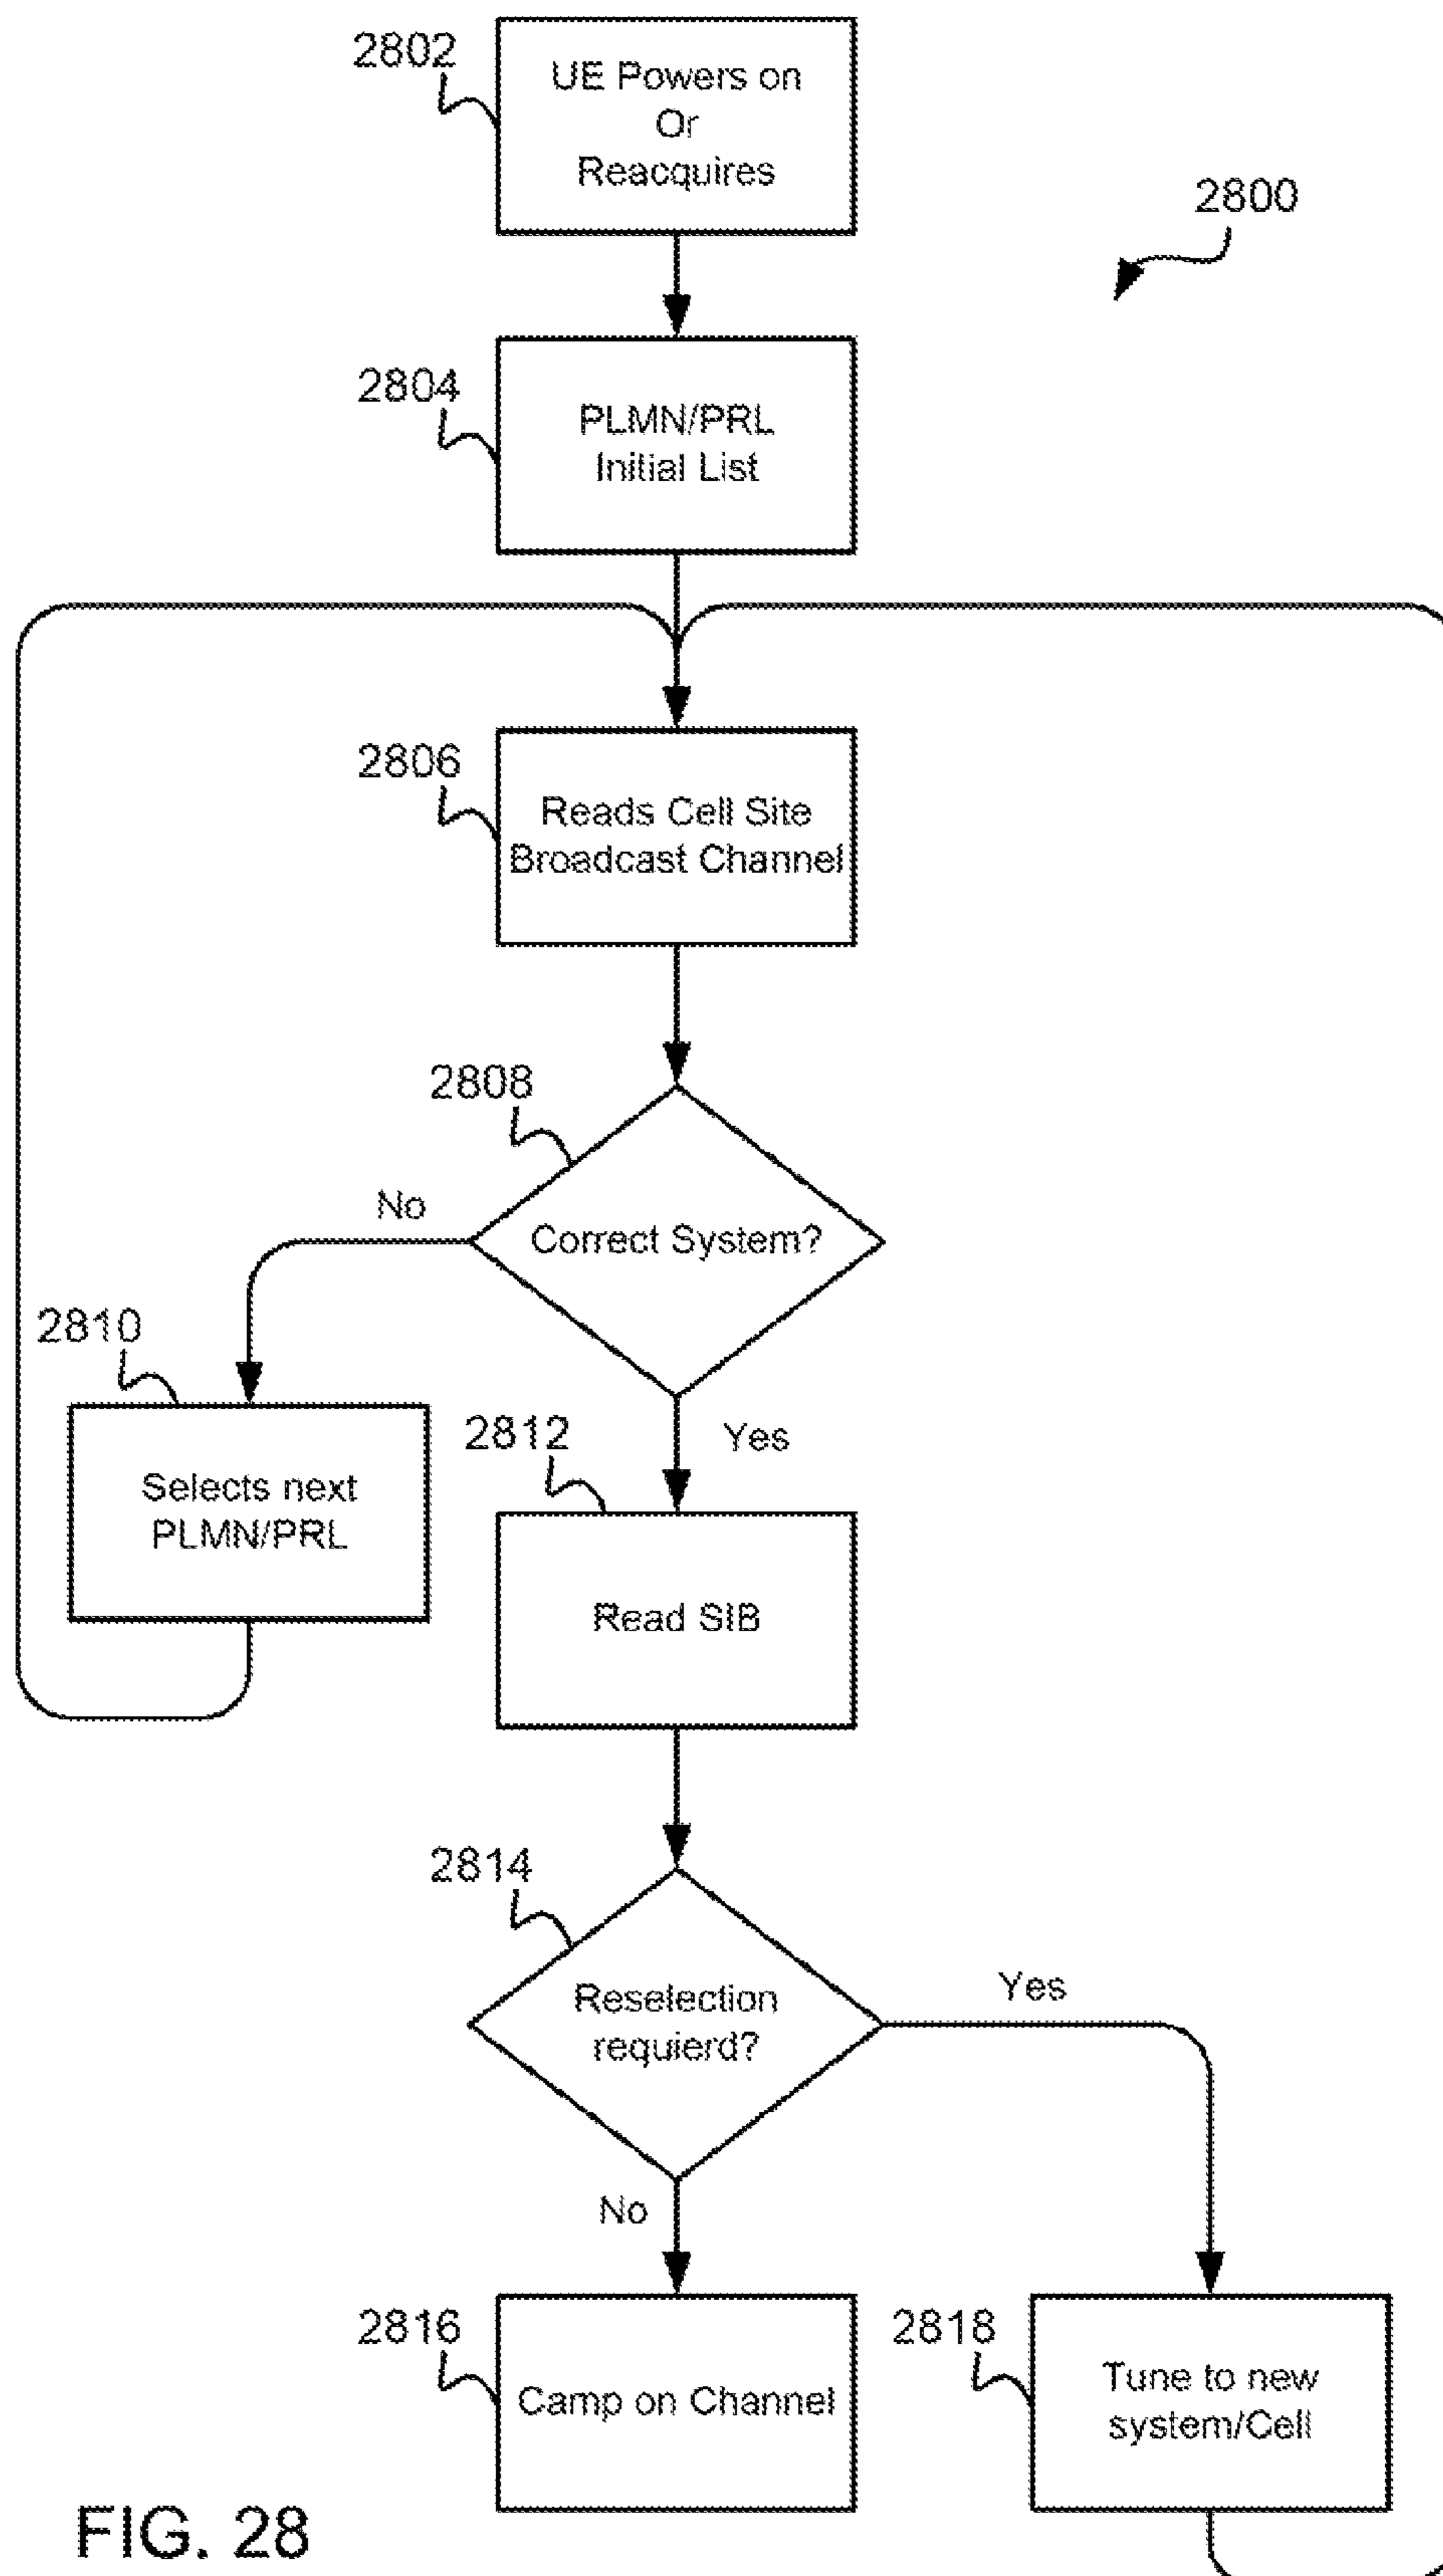 2802
UE Powers on
Or
Reacquires
2800
2804
PLMN/PRL
Initial List
2806
Reads Cell Site
Broadcast Channel
2808
No
Correct System?
2810
Selects next
PLMN/PRL
2812
Yes
Read SIB
2814
Reselection
requierd?
Yes
No
2816
Camp on Channel
2818
Tune to new
system/Cell
FIG. 28